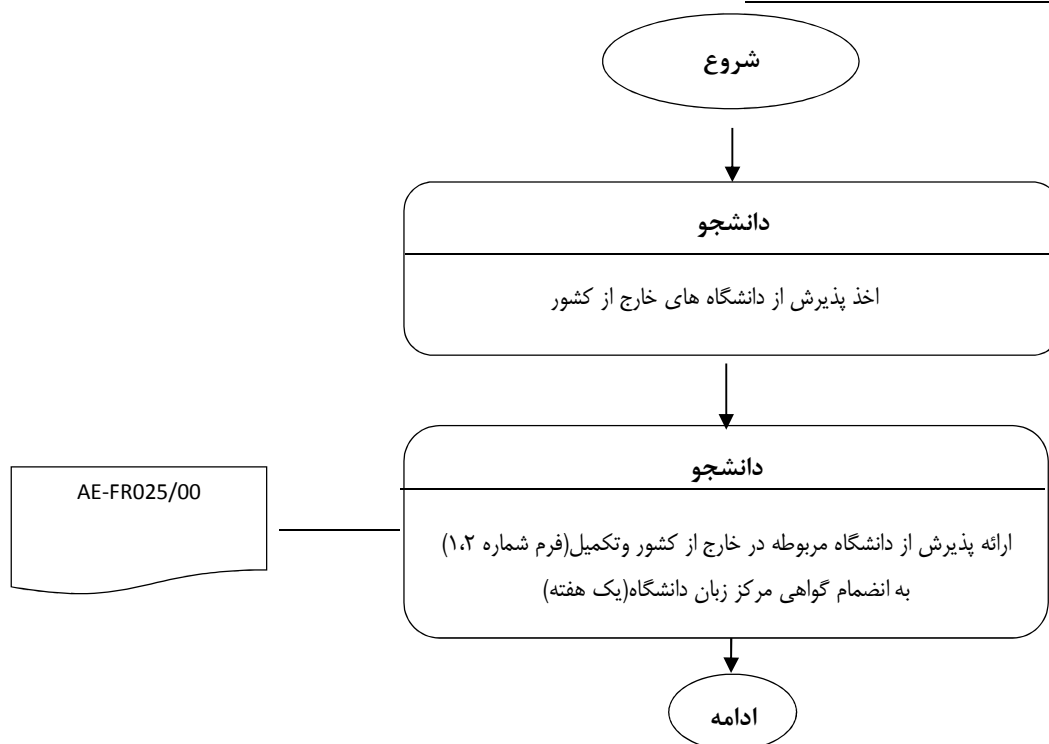 شروع
دانشجو
اخذ پذیرش از دانشگاه های خارج از کشور
دانشجو
AE-FR025/00
ارائه پذیرش از دانشگاه مربوطه در خارج از کشور وتکمیل(فرم شماره ۱،۲)
به انضمام گواهی مرکز زبان دانشگاه(یک هفته)
ادامه